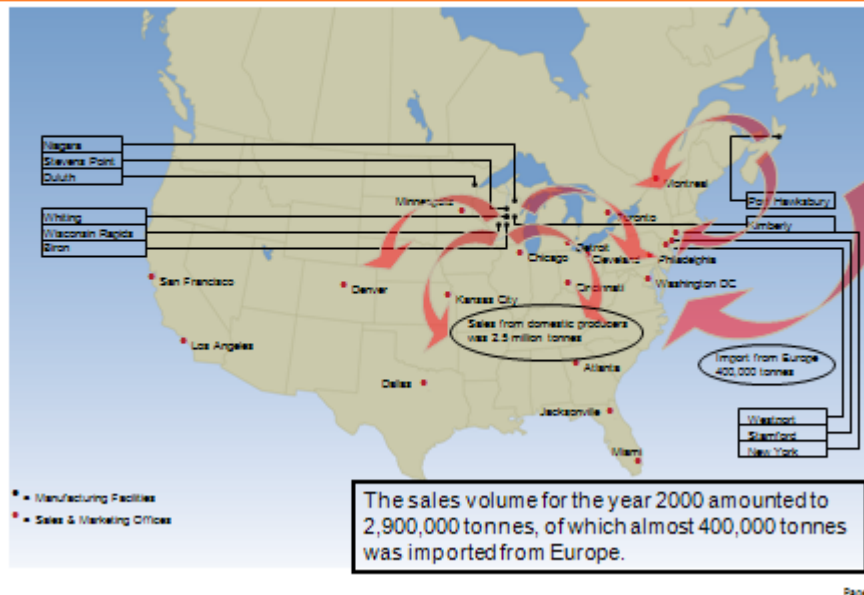 Niagara
Stevens Point
Duluth
Whiting
Wisconsin Rapids
Biron
Minneapolis
Montreal
Toronto
Port Hawksbury
Kimberly
Detroit
Chicago
Cleveland
Philadelphia
San Francisco
Denver
Kansas City
Cincinnati
Washington DC
Sales from domestic producers
was 2.5 million tonnes
Los Angeles
Import from Europe
400,000 tonnes
Atlanta
Dallas
Jacksonville
Westport
Stamford
New York
Miami
= Manufacturing Facilities
= Sales & Marketing Offices
The sales volume for the year 2000 amounted to
2,900,000 tonnes, of which almost 400,000 tonnes
was imported from Europe.